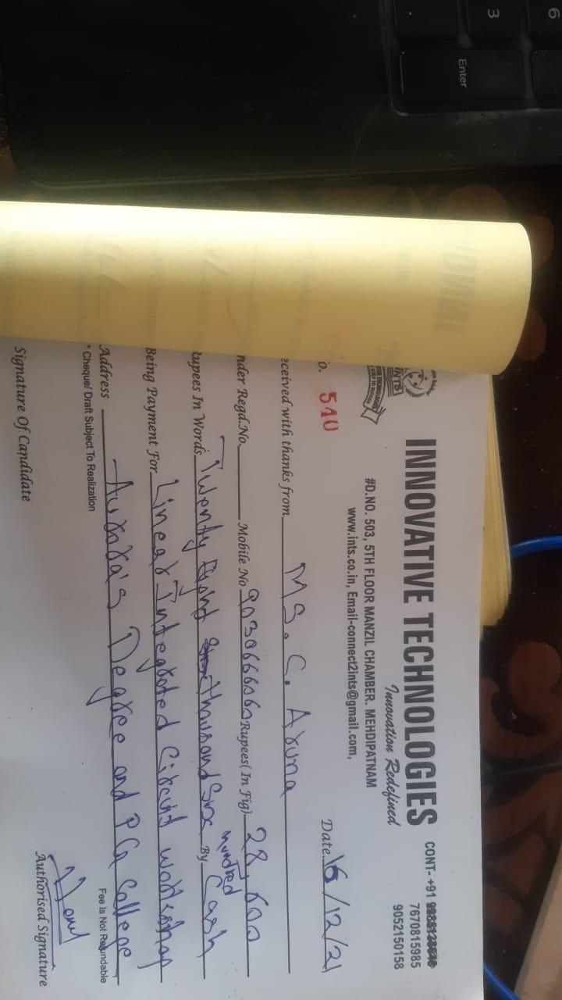 6
3
Enter
INTS
INNOVATIVE TECHNOLOGIES
CONT- +91
7670815985
9052150158
Innovation Redefined
#D.NO. 503, 5TH FLOOR MANZIL CHAMBER. MEHDIPATNAM
www.ints.co.in, Email-connect2ints@gmail.com,
o. 540 Date. 16/12/21
eceived with thanks from MS. C. Aruna
nder Regd.No. Mobile No 9030666060 Rupees( In Fig) 28,600
Rupees In Words Twenty Eight thousand Six Hundred By Cash
Being Payment For Linear Integrated Circuit workshop
Address Aurora's Degree and PG College
* Cheque/ Draft Subject To Realization Fee Is Not Refundable
Signature Of Candidate Authorised Signature